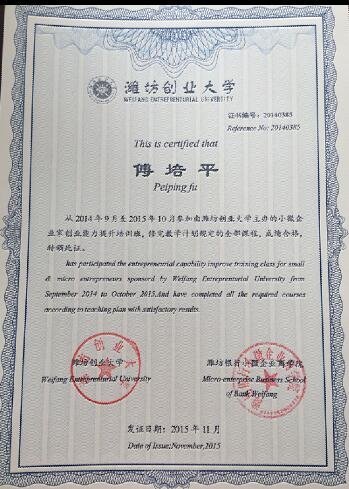 潍坊创业大学
WEIFANG ENTREPRENTURIAL UNIVERSITY
证书编号：20140385
Reference No: 20140385
This is certified that
傅培平
Peiping fu
从2014年9月至2015年10月参加由潍坊创业大学主办的小微企
业家创业能力提升培训班，修完教学计划规定的全部课程，成绩合格，
特颁此证。
has participated the entrepreneurial capability improve training class for small
& micro entrepreneurs sponsored by Weifang Entreprenturial University from
September 2014 to October 2015.And have completed all the required courses
according to teaching plan with satisfactory results.
潍坊创业大学
Weifang Entreprenturial University
潍坊银行小微企业商学院
Micro-enterprise Business School
of Bank Weifang
发证日期：2015年11月
Date of Issue:November,2015